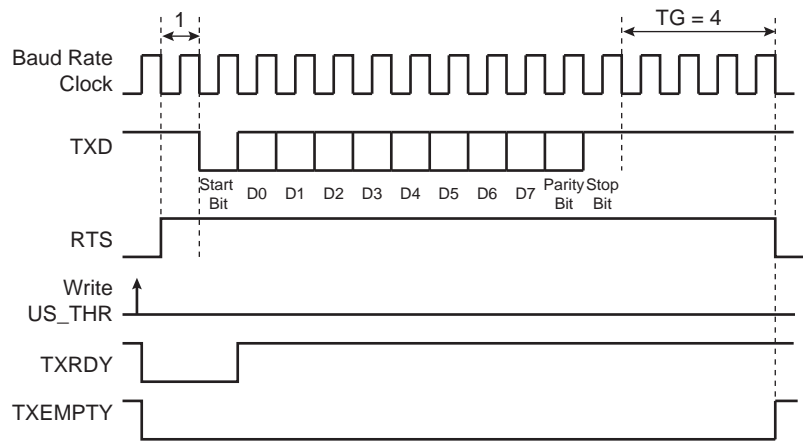 1
TG = 4
Baud Rate
Clock
TXD
Start
Bit
D0
D1
D2
D3
D4
D5
D6
D7
Parity
Bit
Stop
Bit
RTS
Write
US_THR
TXRDY
TXEMPTY